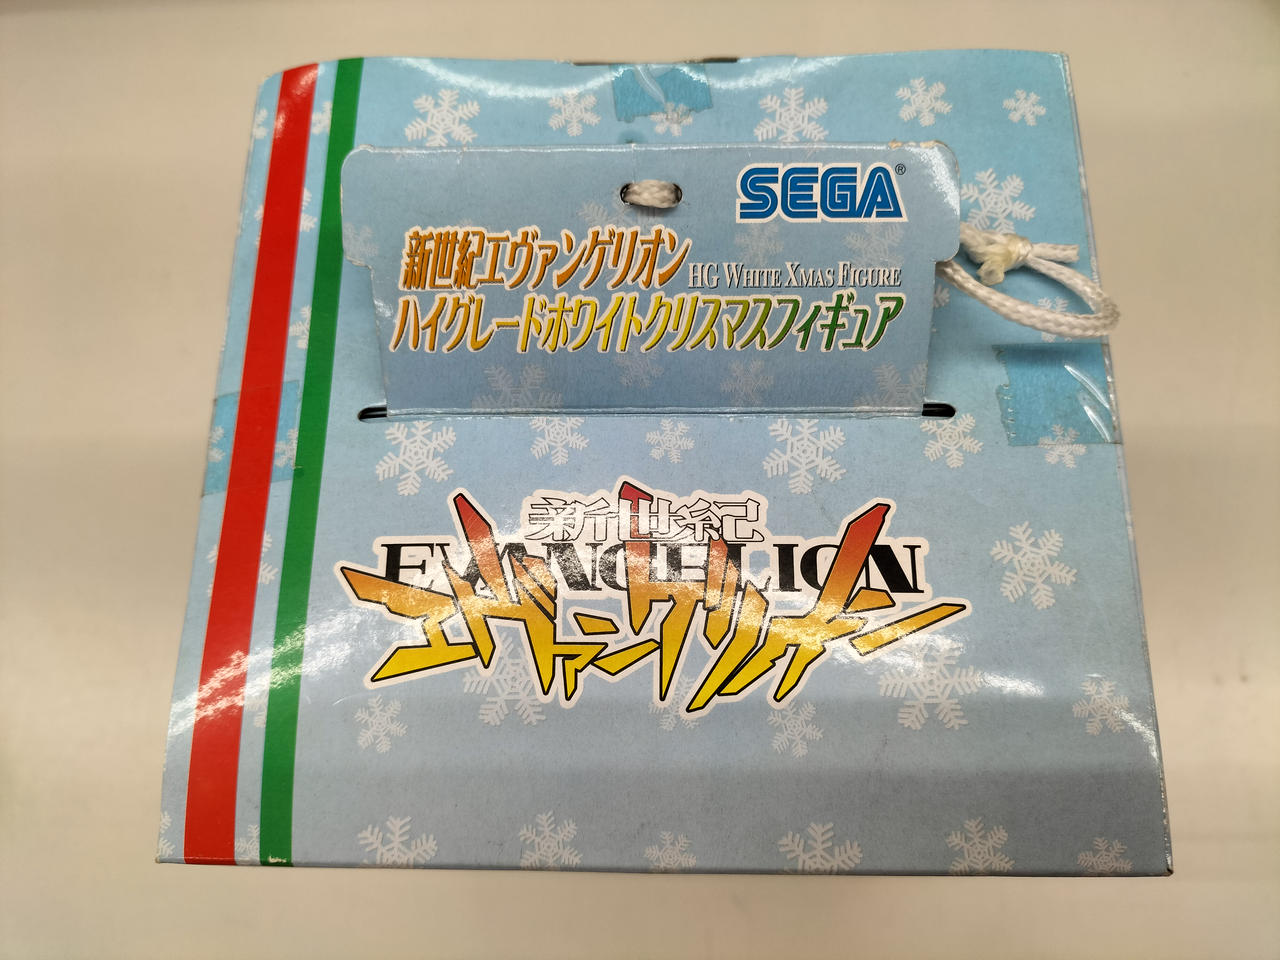 SEGA®
新世紀エヴァンゲリオン
HG WHITE XMAS FIGURE
ハイグレードホワイトクリスマスフィギュア
新世紀
EVANGELION
エヴァンゲリオン